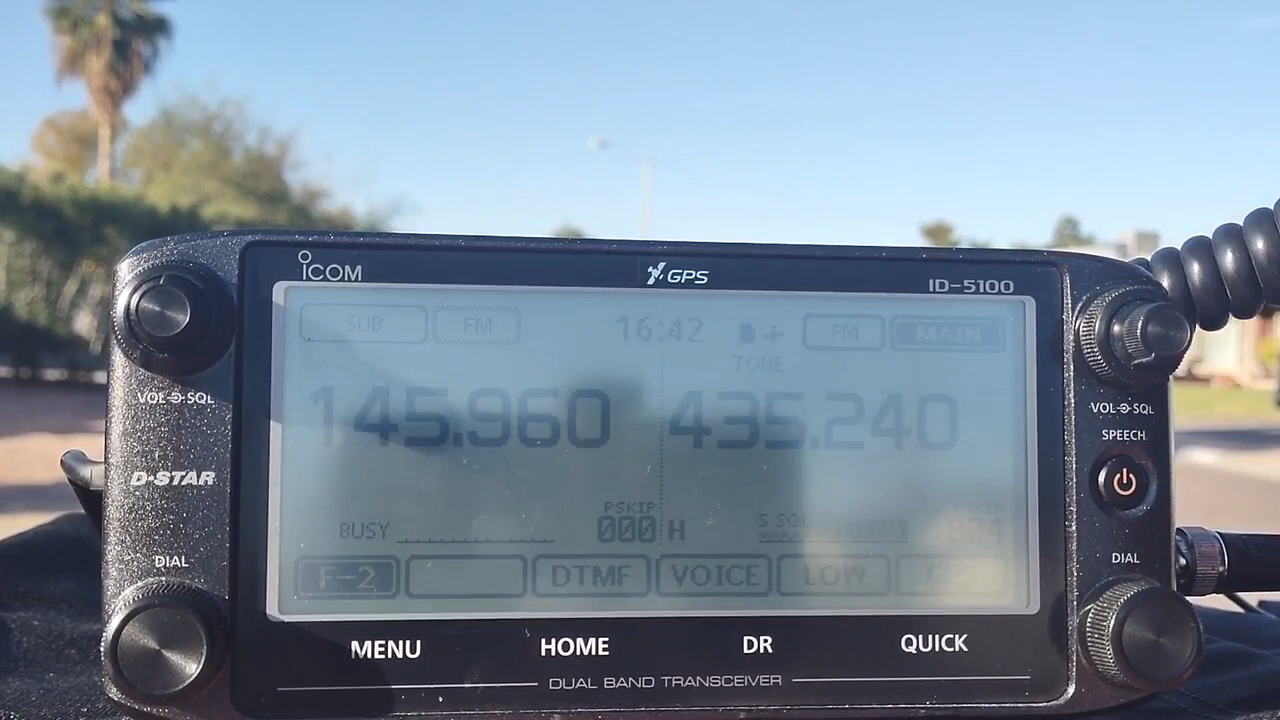 ICOM
GPS
ID-5100
SUB FM 16:42 FM MAIN
TONE
145.960 435.240
VOL SQL
VOL SQL
SPEECH
D-STAR
PSKIP
BUSY 000 H S SQL
DIAL
DIAL
F-2 DTMF VOICE LOW
MENU HOME DR QUICK
DUAL BAND TRANSCEIVER